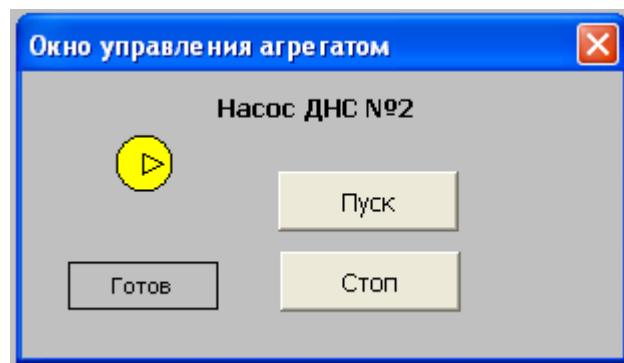 Окно управления агрегатом
Насос ДНС №2
Пуск
Готов
Стоп